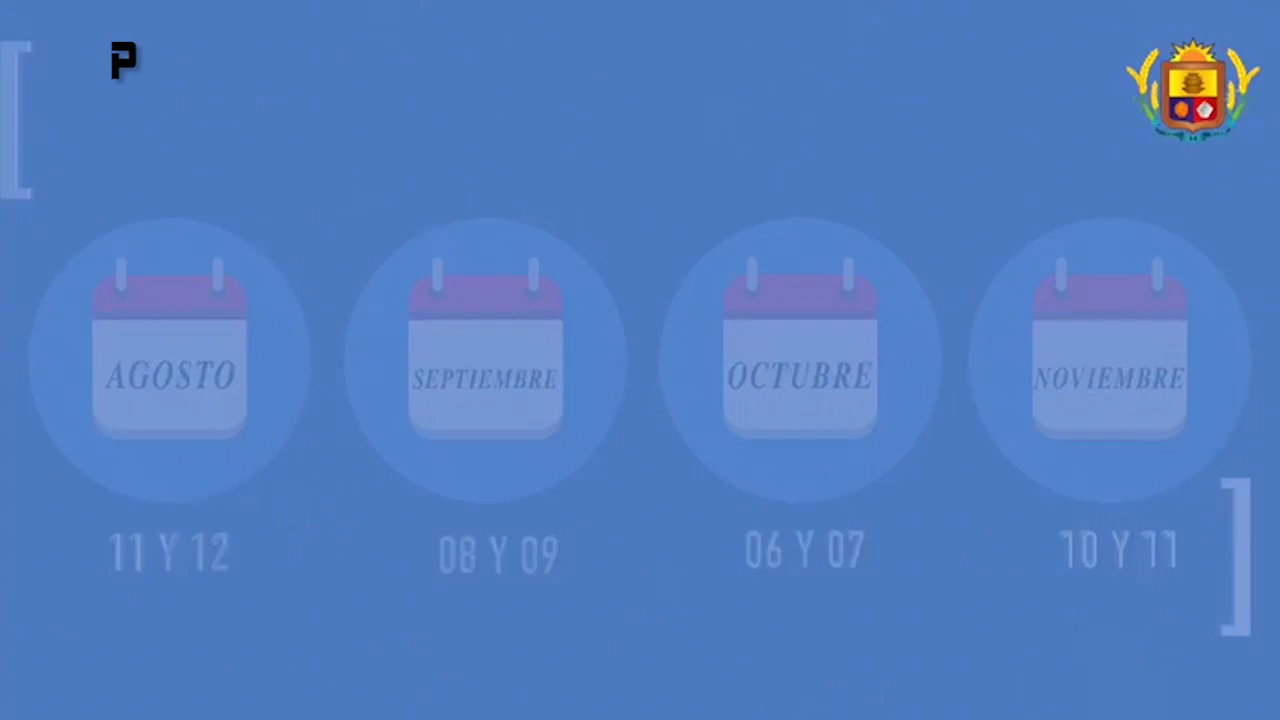 P
AGOSTO
SEPTIEMBRE
OCTUBRE
NOVIEMBRE
11 Y 12
08 Y 09
06 Y 07
10 Y 11